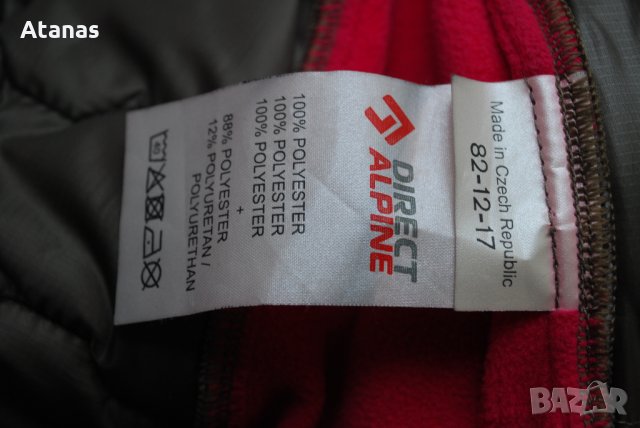 Atanas
DIRECT
ALPINE
100% POLYESTER
100% POLYESTER
100% POLYESTER
+
88% POLYESTER
12% POLYURETAN /
POLYURETHAN
40
Made in Czech Republic
82-12-17
BAZAR